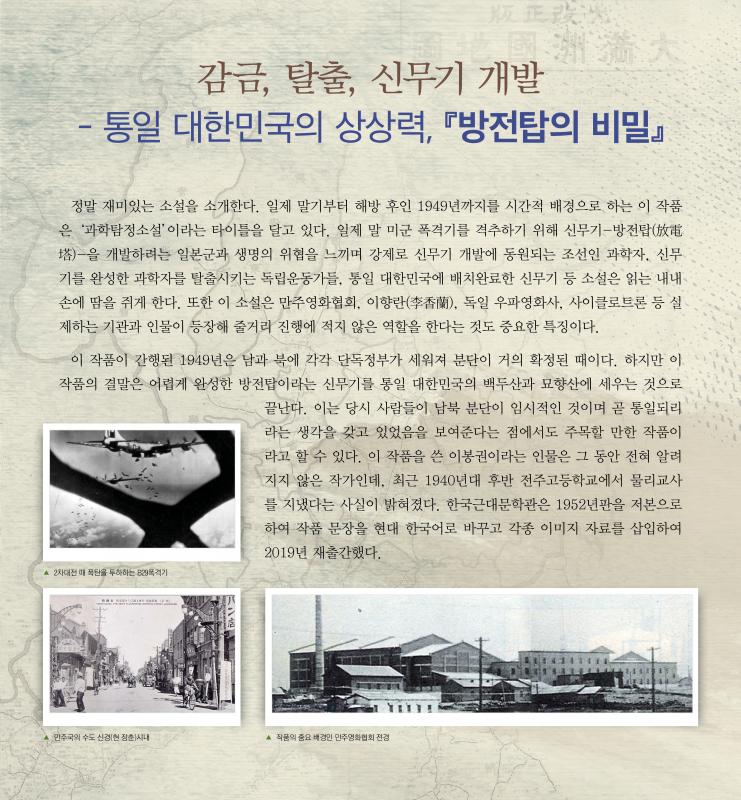 감금, 탈출, 신무기 개발
- 통일 대한민국의 상상력, 『방전탑의 비밀』
정말 재미있는 소설을 소개한다. 일제 말기부터 해방 후인 1949년까지를 시간적 배경으로 하는 이 작품
은 ‘과학탐정소설’이라는 타이틀을 달고 있다. 일제 말 미군 폭격기를 격추하기 위해 신무기-방전탑(放電
塔)-을 개발하려는 일본군과 생명의 위협을 느끼며 강제로 신무기 개발에 동원되는 조선인 과학자, 신무
기를 완성한 과학자를 탈출시키는 독립운동가들, 통일 대한민국에 배치완료한 신무기 등 소설은 읽는 내내
손에 땀을 쥐게 한다. 또한 이 소설은 만주영화협회, 이향란(李香蘭), 독일 우파영화사, 사이클로트론 등 실
제하는 기관과 인물이 등장해 줄거리 진행에 적지 않은 역할을 한다는 것도 중요한 특징이다.
이 작품이 간행된 1949년은 남과 북에 각각 단독정부가 세워져 분단이 거의 확정된 때이다. 하지만 이
작품의 결말은 어렵게 완성한 방전탑이라는 신무기를 통일 대한민국의 백두산과 묘향산에 세우는 것으로
끝난다. 이는 당시 사람들이 남북 분단이 임시적인 것이며 곧 통일되리
라는 생각을 갖고 있었음을 보여준다는 점에서도 주목할 만한 작품이
라고 할 수 있다. 이 작품을 쓴 이봉권이라는 인물은 그 동안 전혀 알려
지지 않은 작가인데, 최근 1940년대 후반 전주고등학교에서 물리교사
를 지냈다는 사실이 밝혀졌다. 한국근대문학관은 1952년판을 저본으로
하여 작품 문장을 현대 한국어로 바꾸고 각종 이미지 자료를 삽입하여
2019년 재출간했다.
▲ 2차대전 때 폭탄을 투하하는 B29폭격기
▲ 만주국의 수도 신경(현 장춘)시내
▲ 작품의 중요 배경인 만주영화협회 전경